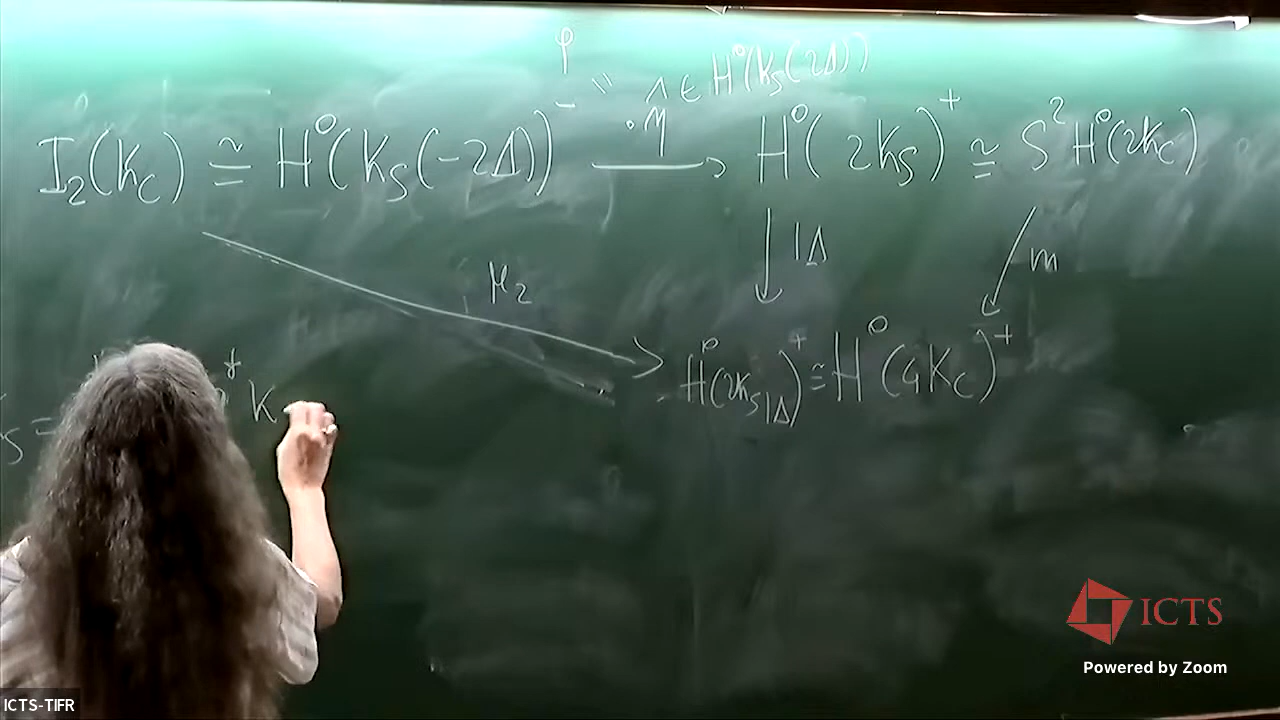 ρ " η̂ ∈ H⁰(K_S(2Δ))
I₂(K_C) ≅ H⁰(K_S(-2Δ))⁻ ⟶ H⁰(2K_S)⁺ ≅ S²H⁰(2K_C)
·η̂
↓ |Δ ↙ m
μ₂
H⁰(2K_S|Δ)⁺ ≅ H⁰(4K_C)⁺
S = * K
ICTS
Powered by Zoom
ICTS-TIFR